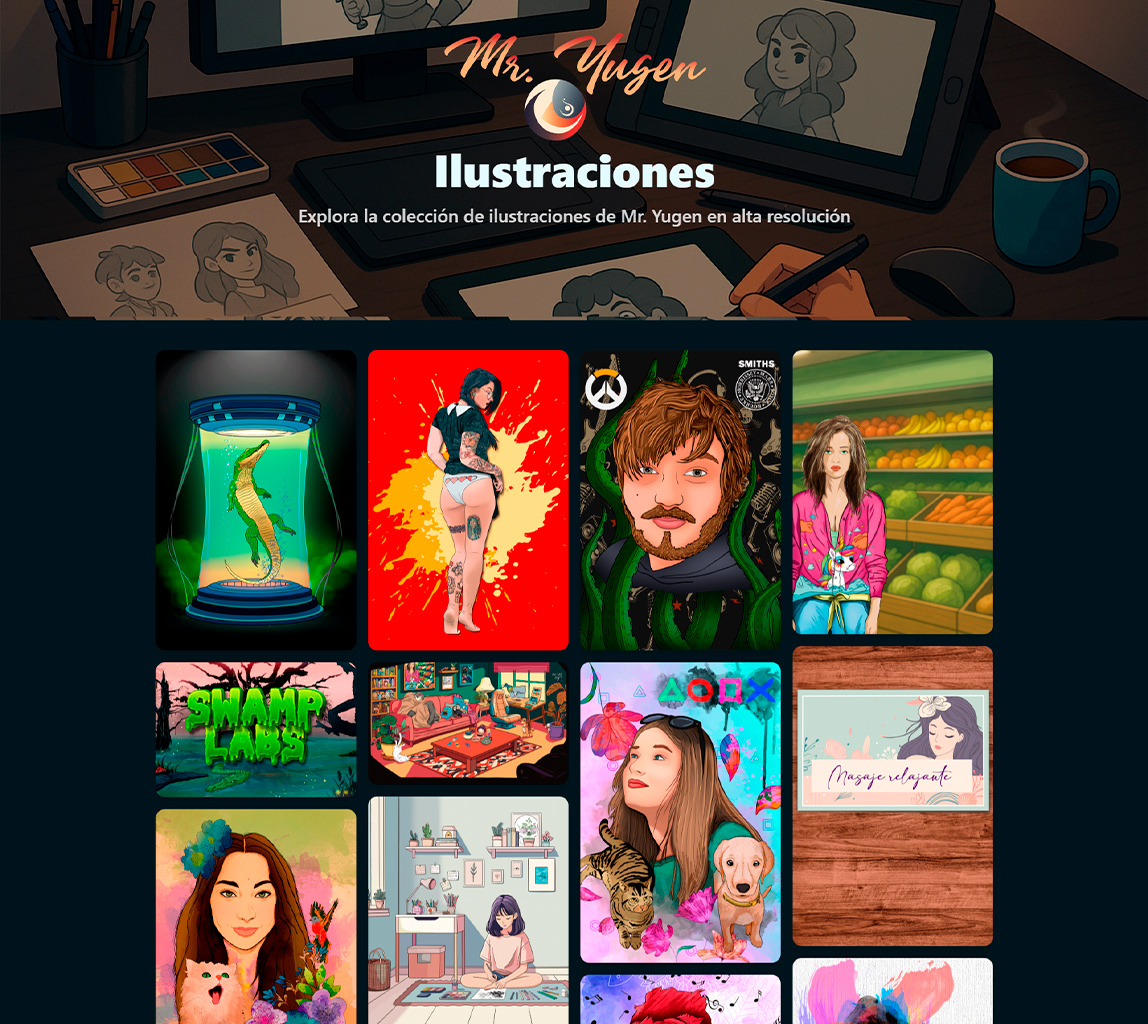 Mr. Yugen
Ilustraciones
Explora la colección de ilustraciones de Mr. Yugen en alta resolución
SMITHS
SWAMP
LABS
Masaje relajante